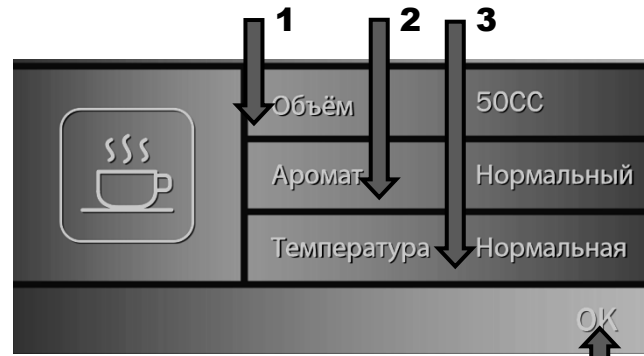 1 2 3
Объём 50CC
Аромат Нормальный
Температура Нормальная
OK